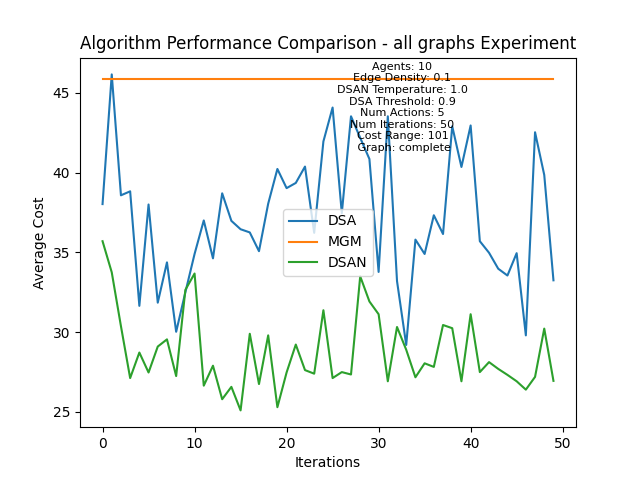 Algorithm Performance Comparison - all graphs Experiment
Agents: 10
Edge Density: 0.1
DSAN Temperature: 1.0
DSA Threshold: 0.9
Num Actions: 5
Num Iterations: 50
Cost Range: 101
Graph: complete
Average Cost
45
40
35
30
25
DSA
MGM
DSAN
0
10
20
30
40
50
Iterations